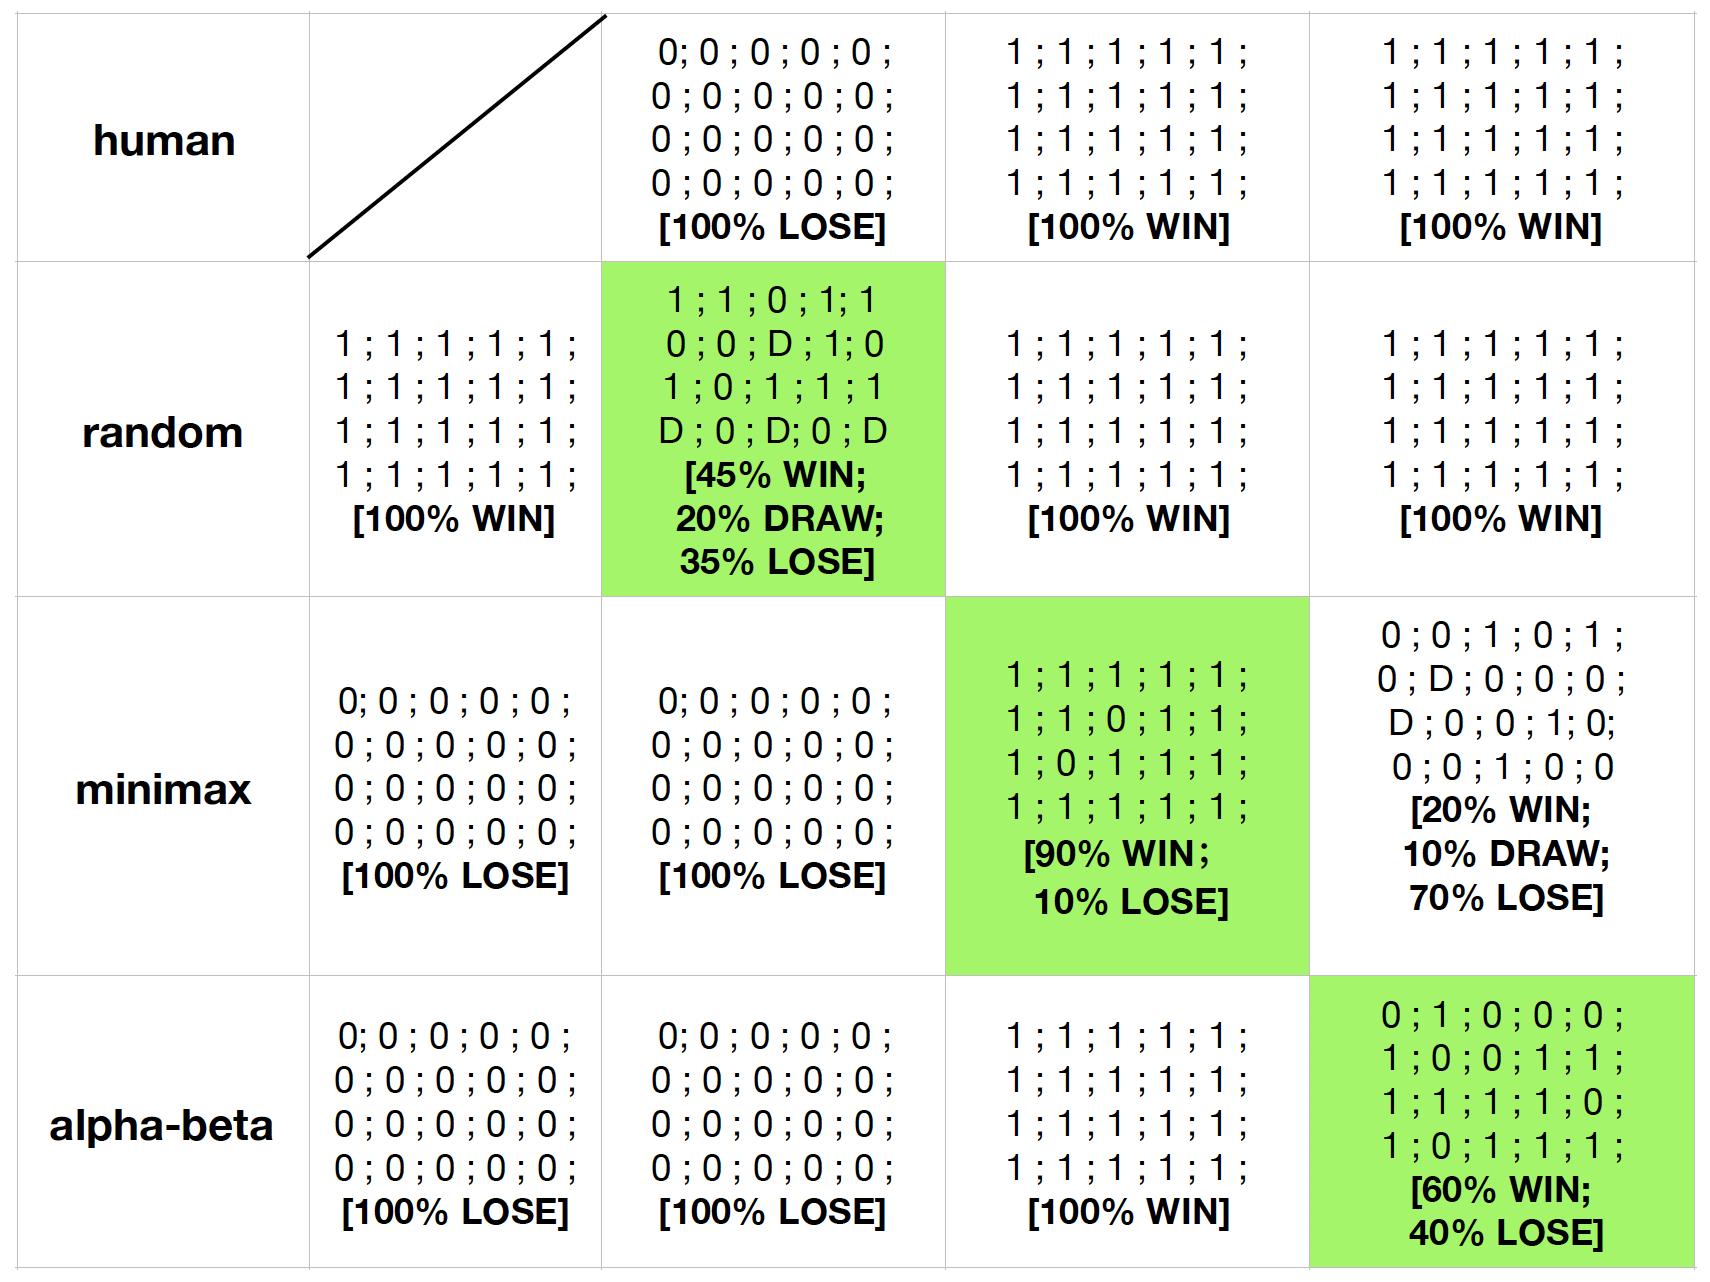 human
0; 0 ; 0 ; 0 ; 0 ;
0 ; 0 ; 0 ; 0 ; 0 ;
0 ; 0 ; 0 ; 0 ; 0 ;
0 ; 0 ; 0 ; 0 ; 0 ;
[100% LOSE]
1 ; 1 ; 1 ; 1 ; 1 ;
1 ; 1 ; 1 ; 1 ; 1 ;
1 ; 1 ; 1 ; 1 ; 1 ;
1 ; 1 ; 1 ; 1 ; 1 ;
[100% WIN]
1 ; 1 ; 1 ; 1 ; 1 ;
1 ; 1 ; 1 ; 1 ; 1 ;
1 ; 1 ; 1 ; 1 ; 1 ;
1 ; 1 ; 1 ; 1 ; 1 ;
[100% WIN]
random
1 ; 1 ; 1 ; 1 ; 1 ;
1 ; 1 ; 1 ; 1 ; 1 ;
1 ; 1 ; 1 ; 1 ; 1 ;
1 ; 1 ; 1 ; 1 ; 1 ;
[100% WIN]
1 ; 1 ; 0 ; 1; 1
0 ; 0 ; D ; 1; 0
1 ; 0 ; 1 ; 1 ; 1
D ; 0 ; D; 0 ; D
[45% WIN;
20% DRAW;
35% LOSE]
1 ; 1 ; 1 ; 1 ; 1 ;
1 ; 1 ; 1 ; 1 ; 1 ;
1 ; 1 ; 1 ; 1 ; 1 ;
1 ; 1 ; 1 ; 1 ; 1 ;
[100% WIN]
1 ; 1 ; 1 ; 1 ; 1 ;
1 ; 1 ; 1 ; 1 ; 1 ;
1 ; 1 ; 1 ; 1 ; 1 ;
1 ; 1 ; 1 ; 1 ; 1 ;
[100% WIN]
minimax
0; 0 ; 0 ; 0 ; 0 ;
0 ; 0 ; 0 ; 0 ; 0 ;
0 ; 0 ; 0 ; 0 ; 0 ;
0 ; 0 ; 0 ; 0 ; 0 ;
[100% LOSE]
0; 0 ; 0 ; 0 ; 0 ;
0 ; 0 ; 0 ; 0 ; 0 ;
0 ; 0 ; 0 ; 0 ; 0 ;
0 ; 0 ; 0 ; 0 ; 0 ;
[100% LOSE]
1 ; 1 ; 1 ; 1 ; 1 ;
1 ; 1 ; 0 ; 1 ; 1 ;
1 ; 0 ; 1 ; 1 ; 1 ;
1 ; 1 ; 1 ; 1 ; 1 ;
[90% WIN ;
10% LOSE]
0 ; 0 ; 1 ; 0 ; 1 ;
0 ; D ; 0 ; 0 ; 0 ;
D ; 0 ; 0 ; 1; 0;
0 ; 0 ; 1 ; 0 ; 0
[20% WIN;
10% DRAW;
70% LOSE]
alpha-beta
0; 0 ; 0 ; 0 ; 0 ;
0 ; 0 ; 0 ; 0 ; 0 ;
0 ; 0 ; 0 ; 0 ; 0 ;
0 ; 0 ; 0 ; 0 ; 0 ;
[100% LOSE]
0; 0 ; 0 ; 0 ; 0 ;
0 ; 0 ; 0 ; 0 ; 0 ;
0 ; 0 ; 0 ; 0 ; 0 ;
0 ; 0 ; 0 ; 0 ; 0 ;
[100% LOSE]
1 ; 1 ; 1 ; 1 ; 1 ;
1 ; 1 ; 1 ; 1 ; 1 ;
1 ; 1 ; 1 ; 1 ; 1 ;
1 ; 1 ; 1 ; 1 ; 1 ;
[100% WIN]
0 ; 1 ; 0 ; 0 ; 0 ;
1 ; 0 ; 0 ; 1 ; 1 ;
1 ; 1 ; 1 ; 1 ; 0 ;
1 ; 0 ; 1 ; 1 ; 1 ;
[60% WIN;
40% LOSE]